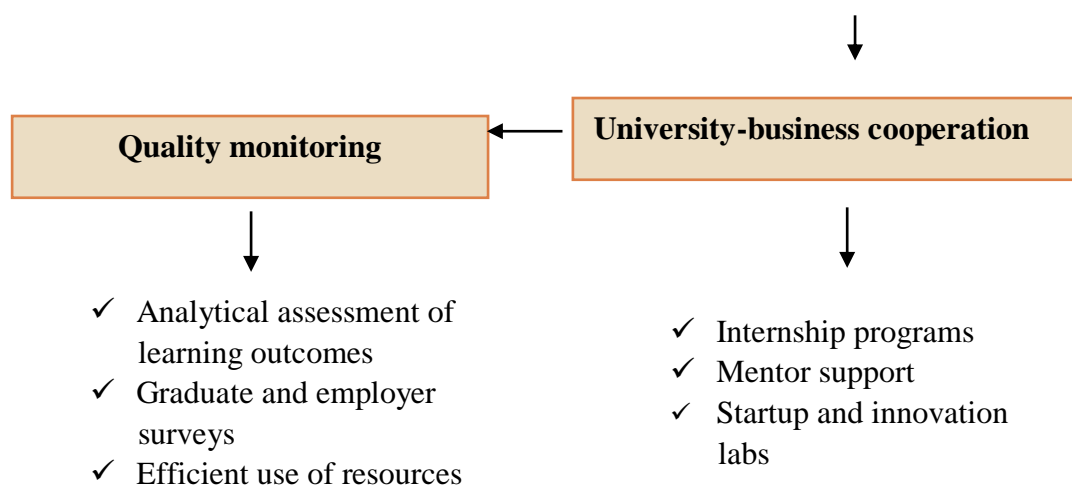 Quality monitoring
✓ Analytical assessment of
learning outcomes
✓ Graduate and employer
surveys
✓ Efficient use of resources
University-business cooperation
✓ Internship programs
✓ Mentor support
✓ Startup and innovation
labs